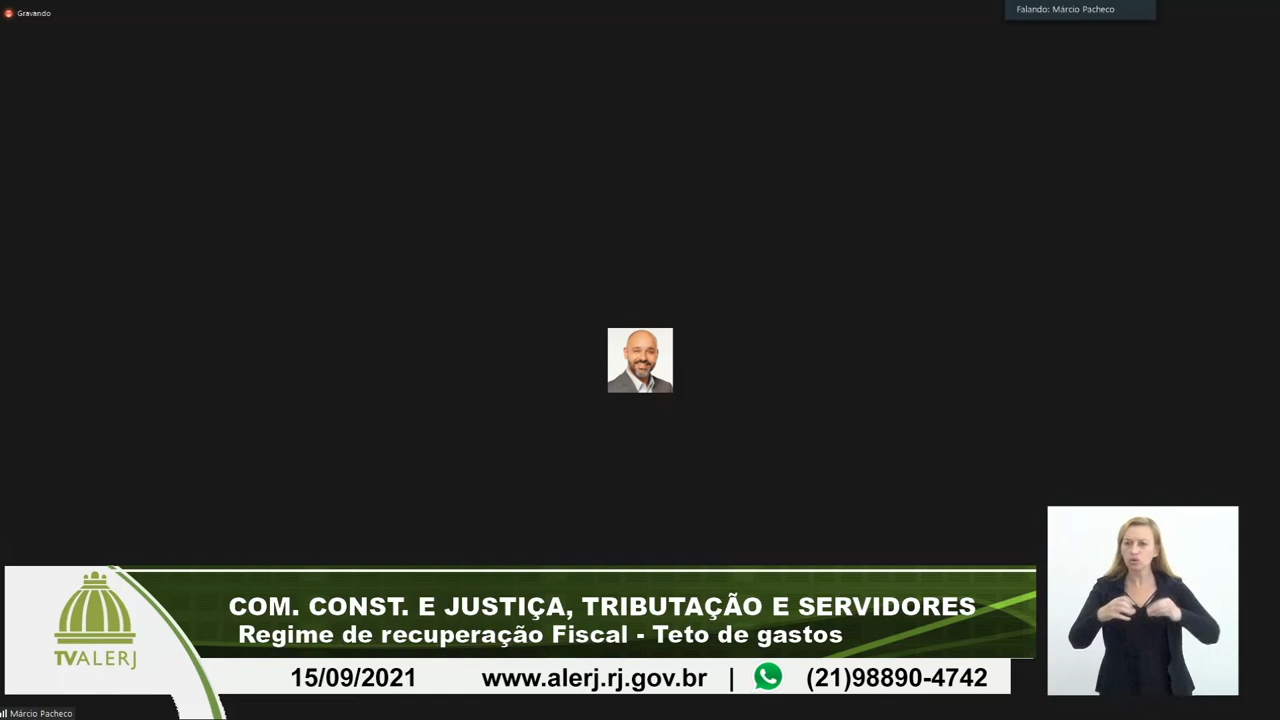 Gravando
Falando: Márcio Pacheco
COM. CONST. E JUSTIÇA, TRIBUTAÇÃO E SERVIDORES
Regime de recuperação Fiscal - Teto de gastos
TVALERJ
15/09/2021 www.alerj.rj.gov.br | (21)98890-4742
Márcio Pacheco